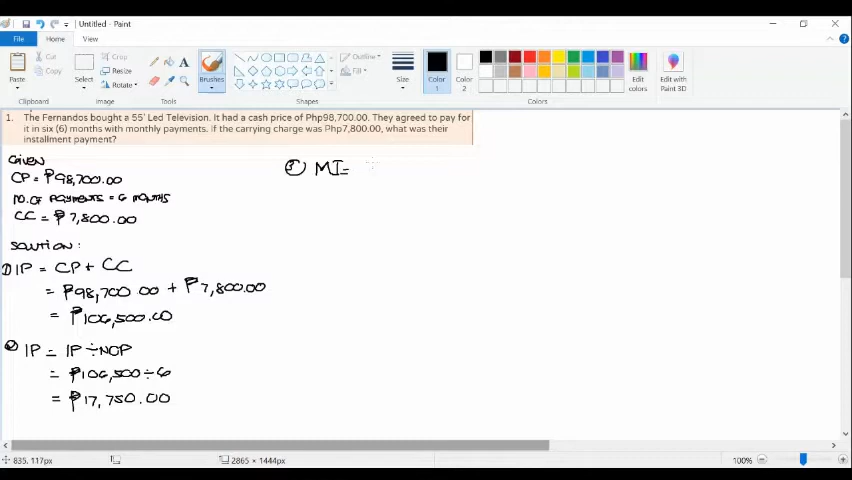 Untitled - Paint
File
Home
View
Paste
Cut
Copy
Clipboard
Select
Crop
Resize
Rotate
Image
Tools
Brushes
Outline
Fill
Shapes
Size
Color 1
Color 2
Edit colors
Colors
Edit with Paint 3D
1. The Fernandos bought a 55' Led Television. It had a cash price of Php98,700.00. They agreed to pay for
it in six (6) months with monthly payments. If the carrying charge was Php7,800.00, what was their
installment payment?
GIVEN
CP = ₱98,700.00
NO. OF PAYMENTS = 6 MONTHS
CC = ₱7,800.00
SOLUTION:
1) IP = CP + CC
= ₱98,700.00 + ₱7,800.00
= ₱106,500.00
2) IP = IP ÷ NOP
= ₱106,500 ÷ 6
= ₱17,750.00
3) MI =
835, 117px
2865 × 1444px
100%